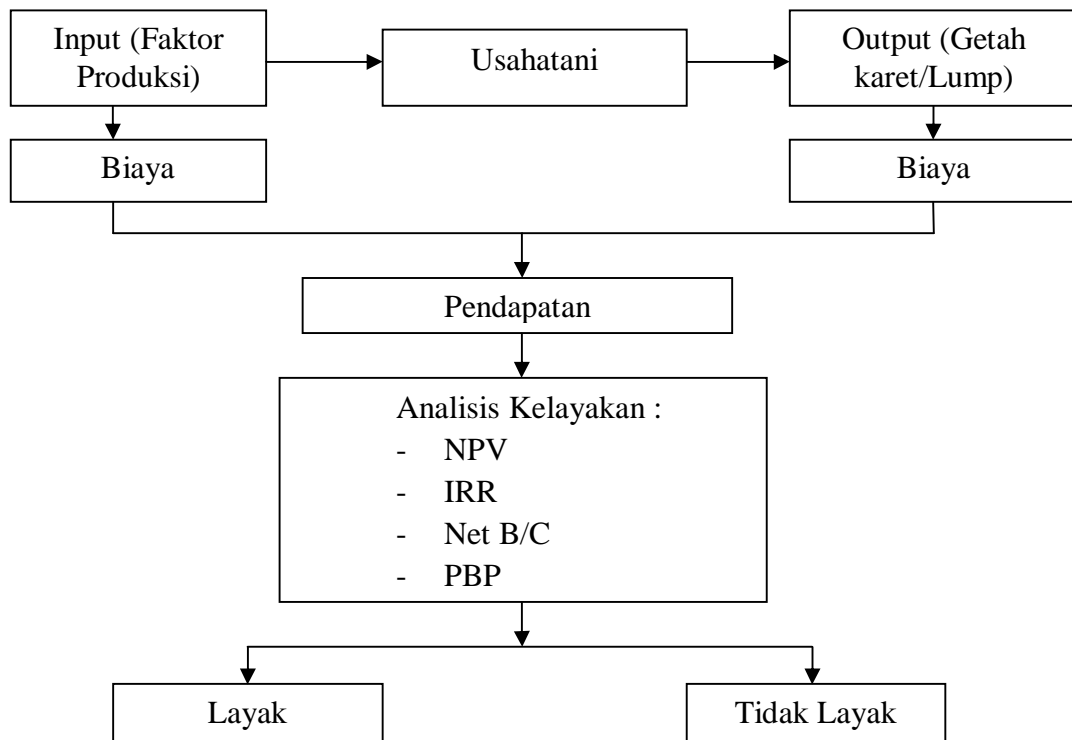 Input (Faktor
Produksi)
Usahatani
Output (Getah
karet/Lump)
Biaya
Biaya
Pendapatan
Analisis Kelayakan :
- NPV
- IRR
- Net B/C
- PBP
Layak
Tidak Layak